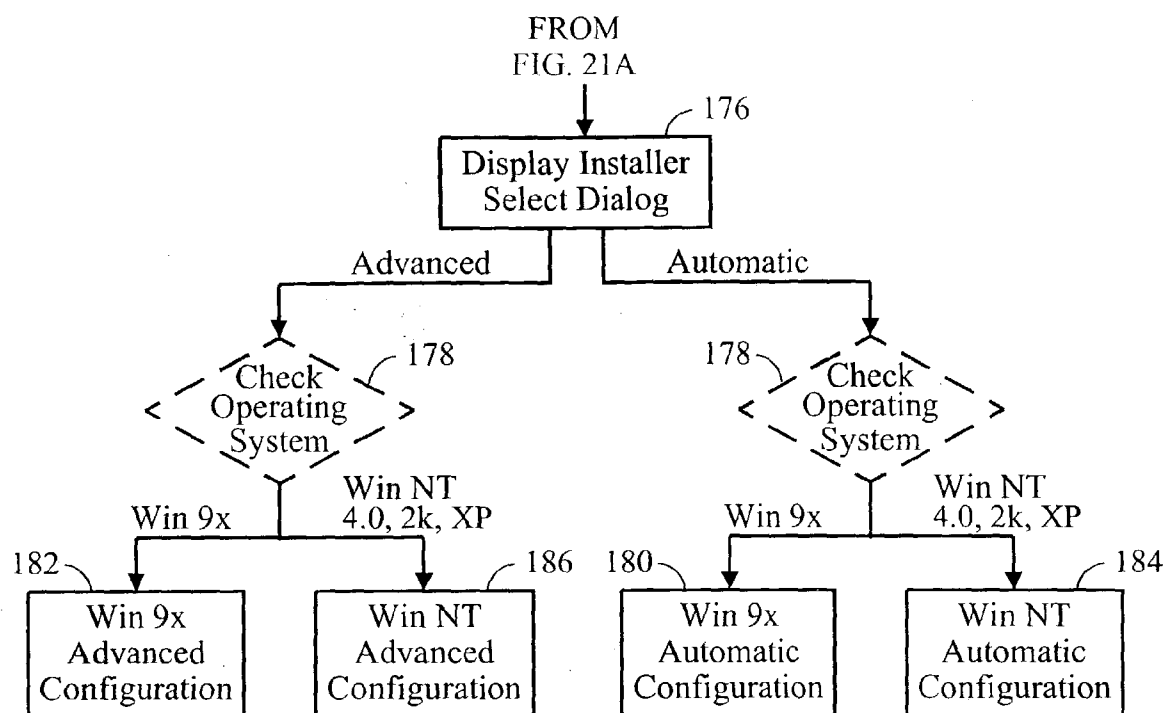 FROM
FIG. 21A
176
Display Installer
Select Dialog
Advanced
Automatic
178
Check
Operating
System
178
Check
Operating
System
Win 9x
Win NT
4.0, 2k, XP
Win 9x
Win NT
4.0, 2k, XP
182
Win 9x
Advanced
Configuration
186
Win NT
Advanced
Configuration
180
Win 9x
Automatic
Configuration
184
Win NT
Automatic
Configuration